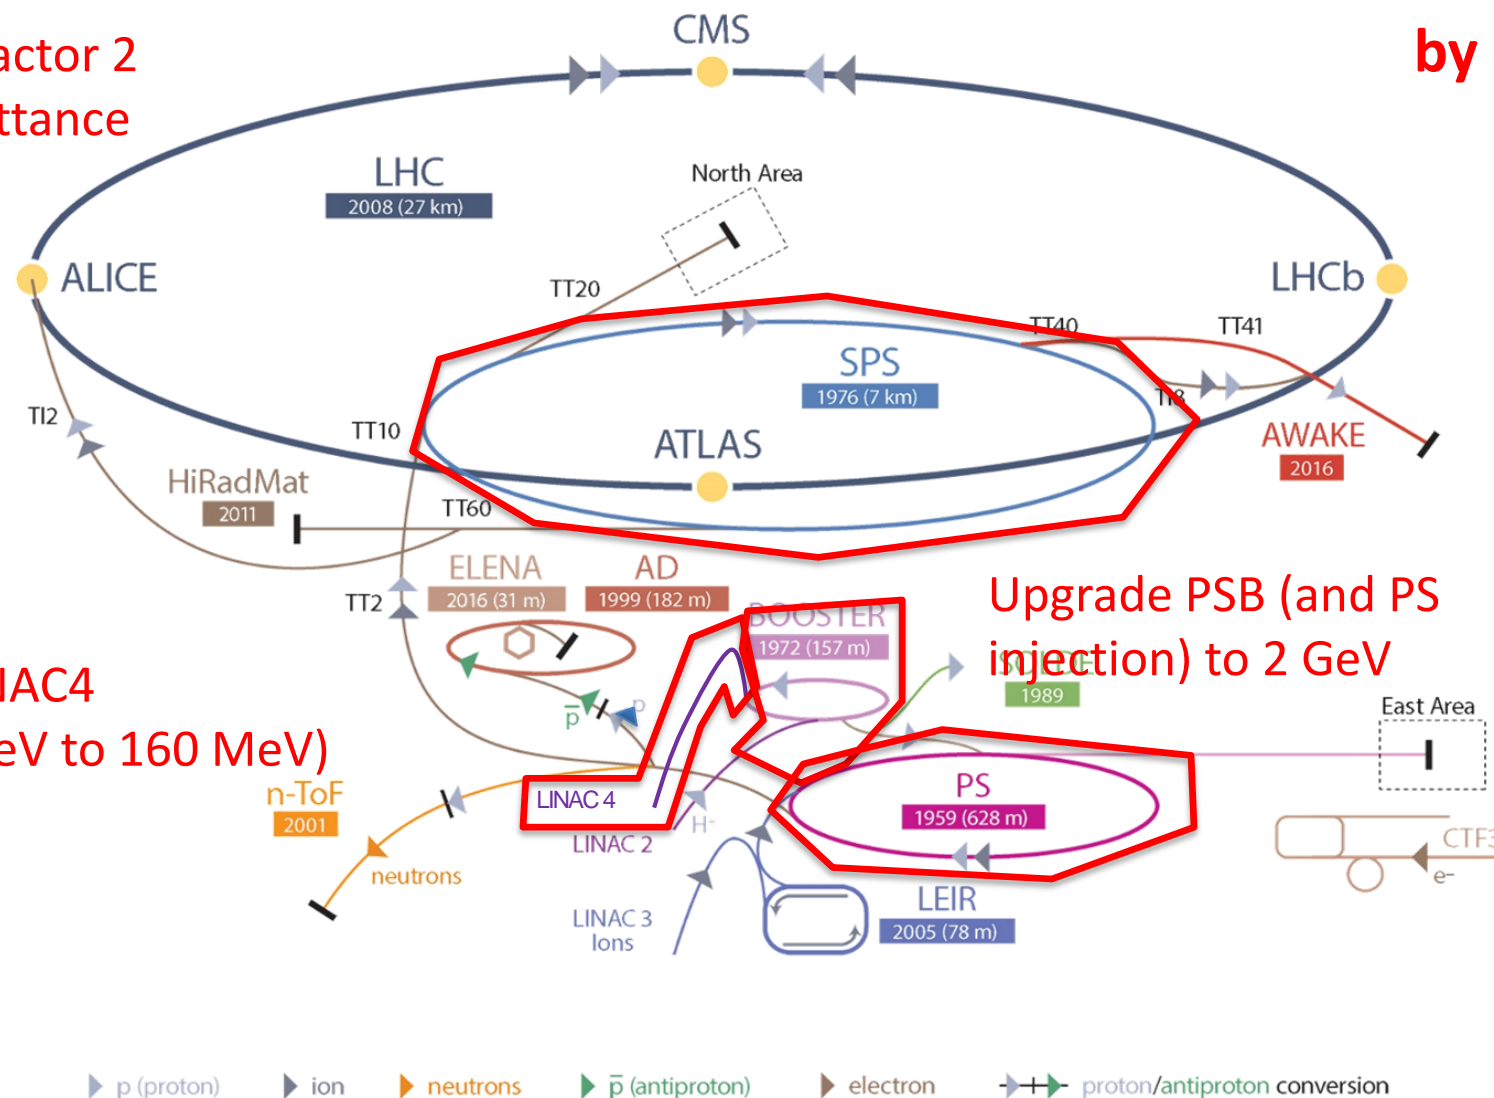 CMS
actor 2
by
ttance
LHC
2008 (27 km)
North Area
ALICE
LHCb
TT20
TT40
TT41
SPS
1976 (7 km)
TI2
TI8
TT10
ATLAS
AWAKE
2016
HiRadMat
2011
TT60
ELENA
2016 (31 m)
AD
1999 (182 m)
TT2
BOOSTER
1972 (157 m)
Upgrade PSB (and PS
injection) to 2 GeV
ISOLDE
1989
NAC4
eV to 160 MeV)
p
p
East Area
n-ToF
2001
LINAC 4
PS
1959 (628 m)
H-
LINAC 2
neutrons
CTF3
e-
LEIR
2005 (78 m)
LINAC 3
Ions
p (proton)
ion
neutrons
p̅ (antiproton)
electron
proton/antiproton conversion